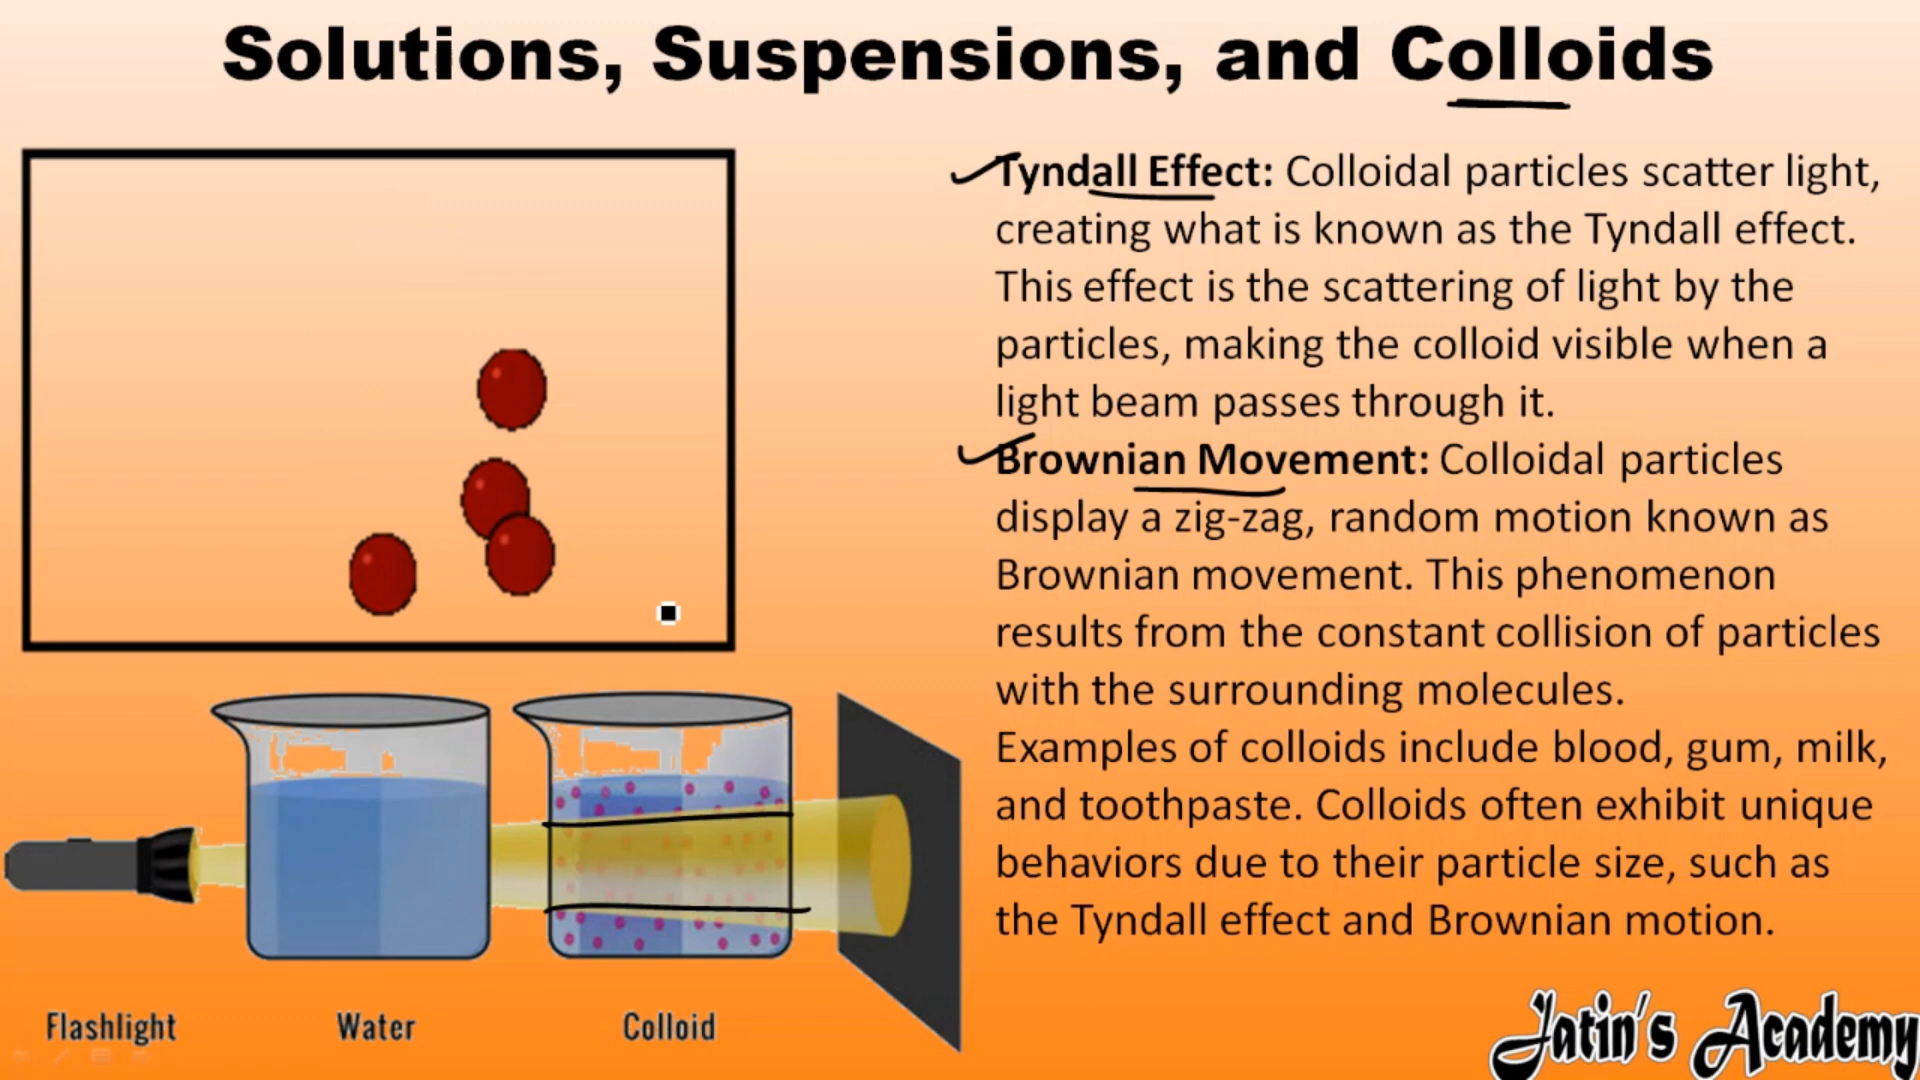 Solutions, Suspensions, and Colloids
Tyndall Effect: Colloidal particles scatter light,
creating what is known as the Tyndall effect.
This effect is the scattering of light by the
particles, making the colloid visible when a
light beam passes through it.
Brownian Movement: Colloidal particles
display a zig-zag, random motion known as
Brownian movement. This phenomenon
results from the constant collision of particles
with the surrounding molecules.
Examples of colloids include blood, gum, milk,
and toothpaste. Colloids often exhibit unique
behaviors due to their particle size, such as
the Tyndall effect and Brownian motion.
Flashlight
Water
Colloid
Jatin's Academy